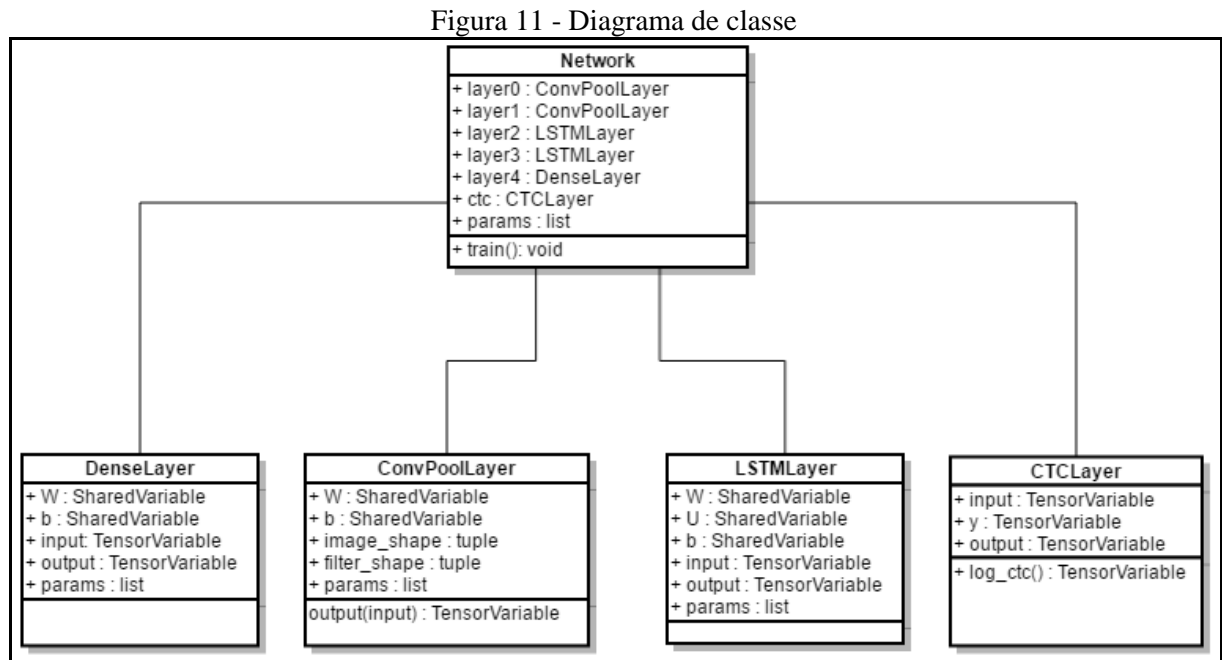 Figura 11 - Diagrama de classe
Network
+ layer0 : ConvPoolLayer
+ layer1 : ConvPoolLayer
+ layer2 : LSTMLayer
+ layer3 : LSTMLayer
+ layer4 : DenseLayer
+ ctc : CTCLayer
+ params : list
+ train(): void
DenseLayer
+ W : SharedVariable
+ b : SharedVariable
+ input: TensorVariable
+ output : TensorVariable
+ params : list
ConvPoolLayer
+ W : SharedVariable
+ b : SharedVariable
+ image_shape : tuple
+ filter_shape : tuple
+ params : list
output(input) : TensorVariable
LSTMLayer
+ W : SharedVariable
+ U : SharedVariable
+ b : SharedVariable
+ input : TensorVariable
+ output : TensorVariable
+ params : list
CTCLayer
+ input : TensorVariable
+ y : TensorVariable
+ output : TensorVariable
+ log_ctc() : TensorVariable